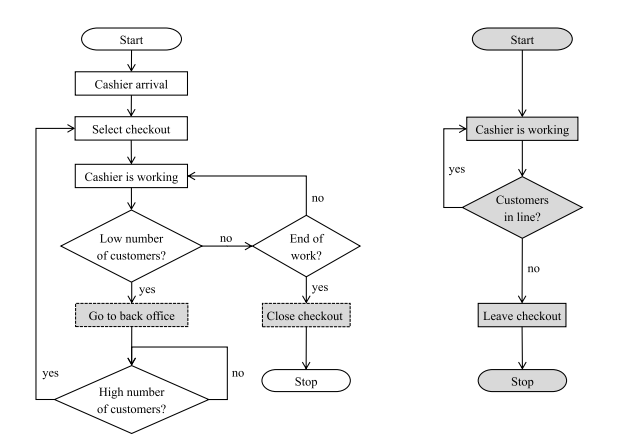 Start
Cashier arrival
Select checkout
Cashier is working
no
Low number
of customers?
no
End of
work?
yes
yes
Go to back office
Close checkout
yes
no
Stop
High number
of customers?
Start
Cashier is working
yes
Customers
in line?
no
Leave checkout
Stop